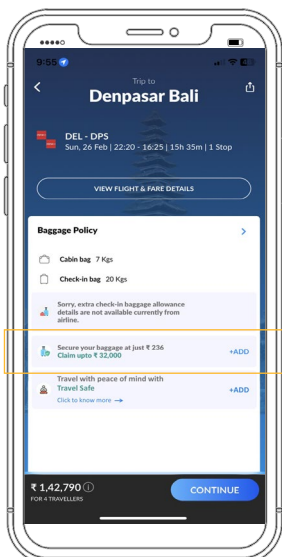 9:55
Trip to
Denpasar Bali
DEL - DPS
Sun, 26 Feb | 22:20 - 16:25 | 15h 35m | 1 Stop
VIEW FLIGHT & FARE DETAILS
Baggage Policy
Cabin bag 7 Kgs
Check-in bag 20 Kgs
Sorry, extra check-in baggage allowance
details are not available currently from
airline.
Secure your baggage at just ₹ 236
Claim upto ₹ 32,000
+ADD
Travel with peace of mind with
Travel Safe
+ADD
Click to know more →
₹ 1,42,790
FOR 4 TRAVELLERS
CONTINUE